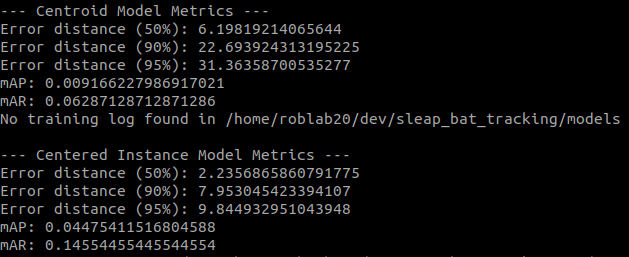 --- Centroid Model Metrics ---
Error distance (50%): 6.19819214065644
Error distance (90%): 22.693924313195225
Error distance (95%): 31.36358700535277
mAP: 0.009166227986917021
mAR: 0.06287128712871286
No training log found in /home/roblab20/dev/sleap_bat_tracking/models
--- Centered Instance Model Metrics ---
Error distance (50%): 2.2356865860791775
Error distance (90%): 7.953045423394107
Error distance (95%): 9.844932951043948
mAP: 0.04475411516804588
mAR: 0.14554455445544554